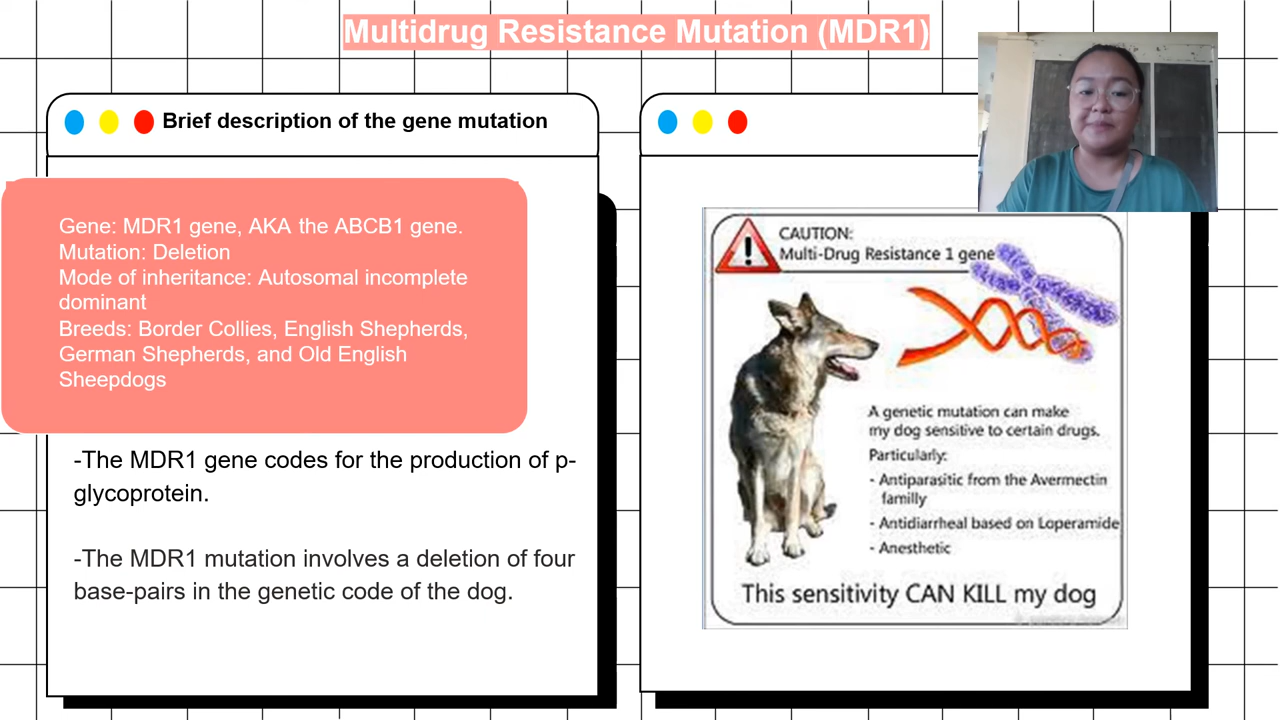 Multidrug Resistance Mutation (MDR1)
Brief description of the gene mutation
Gene: MDR1 gene, AKA the ABCB1 gene.
Mutation: Deletion
Mode of inheritance: Autosomal incomplete
dominant
Breeds: Border Collies, English Shepherds,
German Shepherds, and Old English
Sheepdogs
-The MDR1 gene codes for the production of p-
glycoprotein.
-The MDR1 mutation involves a deletion of four
base-pairs in the genetic code of the dog.
CAUTION:
Multi-Drug Resistance 1 gene
A genetic mutation can make
my dog sensitive to certain drugs.
Particularly:
- Antiparasitic from the Avermectin
familly
- Antidiarrheal based on Loperamide
- Anesthetic
This sensitivity CAN KILL my dog